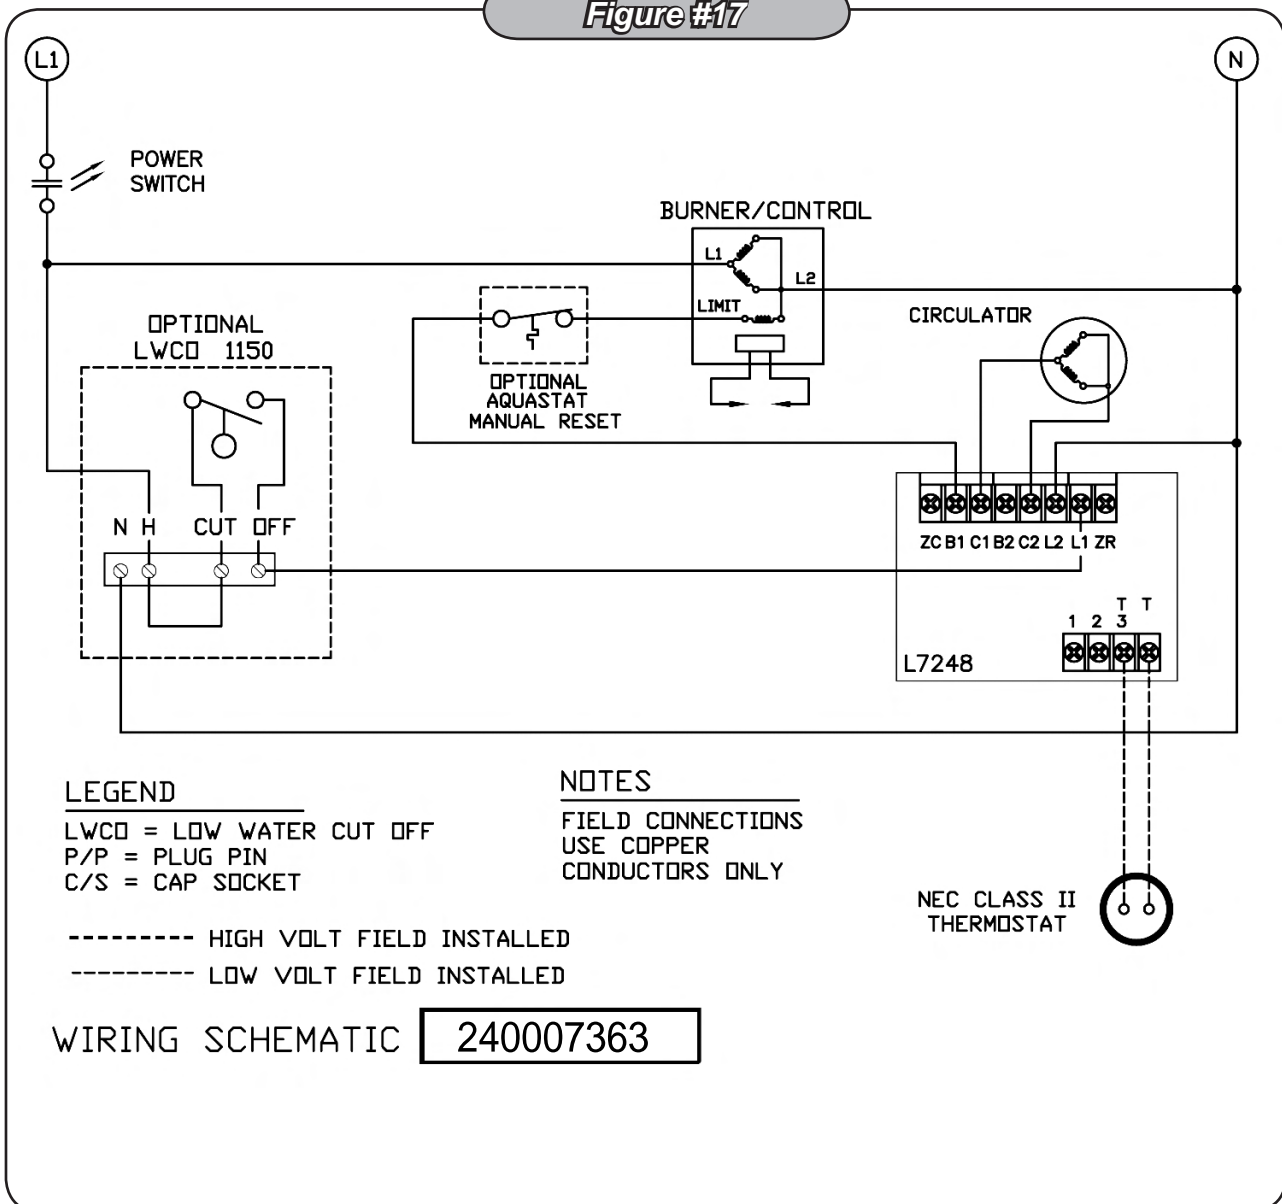 Figure #17
L1
N
POWER
SWITCH
BURNER/CONTROL
L1
L2
LIMIT
CIRCULATOR
OPTIONAL
LWCO 1150
OPTIONAL
AQUASTAT
MANUAL RESET
N H CUT OFF
ZC B1 C1 B2 C2 L2 L1 ZR
T T
1 2 3
L7248
LEGEND
LWCO = LOW WATER CUT OFF
P/P = PLUG PIN
C/S = CAP SOCKET
NOTES
FIELD CONNECTIONS
USE COPPER
CONDUCTORS ONLY
NEC CLASS II
THERMOSTAT
HIGH VOLT FIELD INSTALLED
LOW VOLT FIELD INSTALLED
WIRING SCHEMATIC 240007363